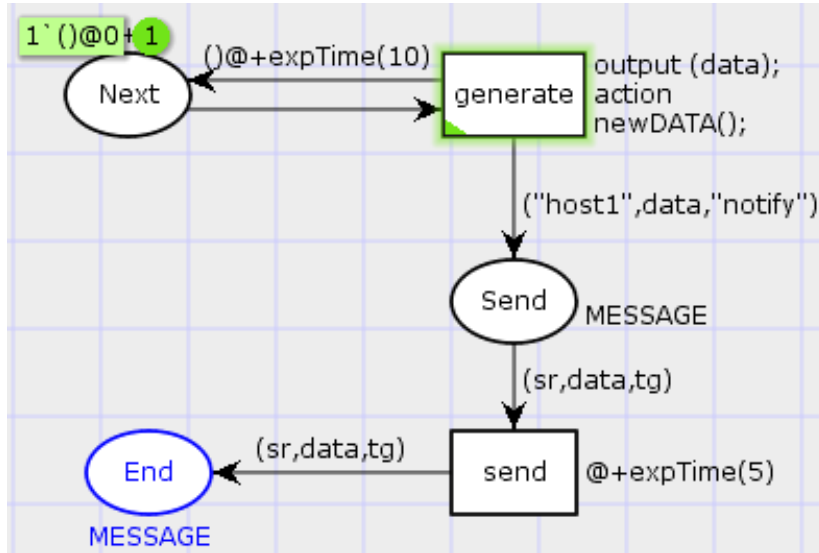 1`()@0+ 1
()@+expTime(10)
Next
generate
output (data);
action
newDATA();
("host1",data,"notify")
Send
MESSAGE
(sr,data,tg)
(sr,data,tg)
End
send
@+expTime(5)
MESSAGE